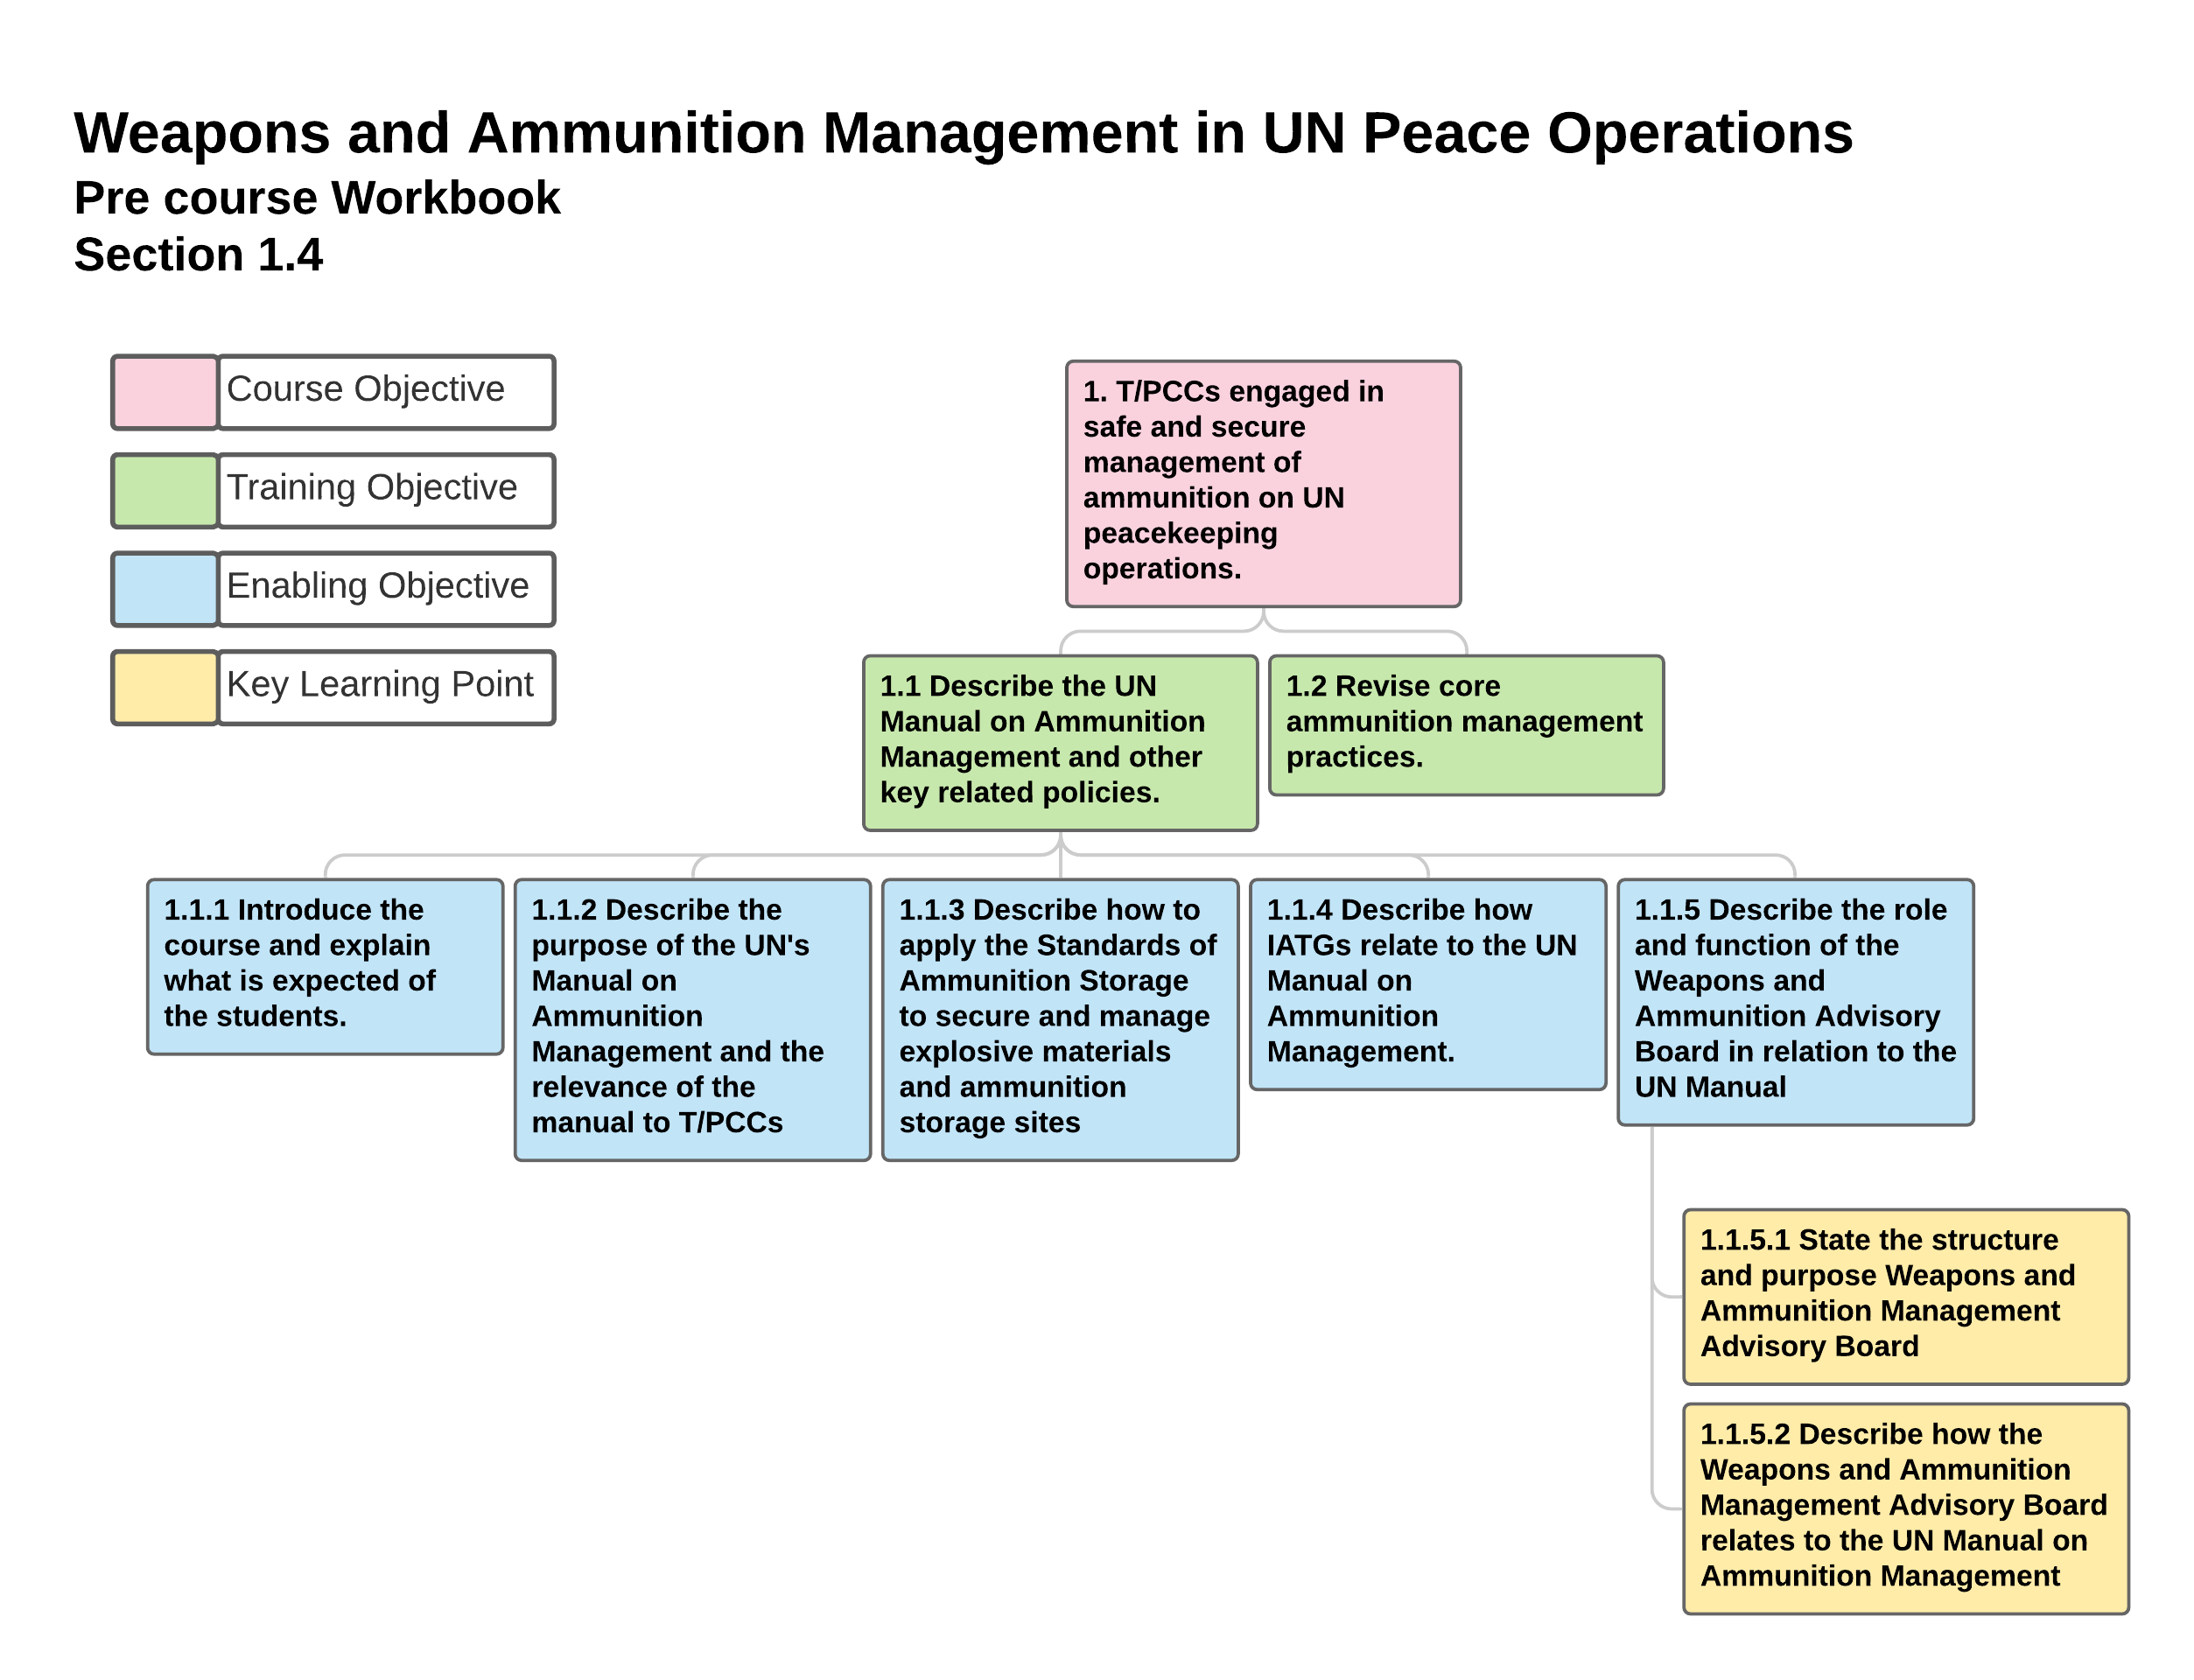 Weapons and Ammunition Management in UN Peace Operations
Pre course Workbook
Section 1.4
Course Objective
Training Objective
Enabling Objective
Key Learning Point
1. T/PCCs engaged in
safe and secure
management of
ammunition on UN
peacekeeping
operations.
1.1 Describe the UN
Manual on Ammunition
Management and other
key related policies.
1.2 Revise core
ammunition management
practices.
1.1.1 Introduce the
course and explain
what is expected of
the students.
1.1.2 Describe the
purpose of the UN's
Manual on
Ammunition
Management and the
relevance of the
manual to T/PCCs
1.1.3 Describe how to
apply the Standards of
Ammunition Storage
to secure and manage
explosive materials
and ammunition
storage sites
1.1.4 Describe how
IATGs relate to the UN
Manual on
Ammunition
Management.
1.1.5 Describe the role
and function of the
Weapons and
Ammunition Advisory
Board in relation to the
UN Manual
1.1.5.1 State the structure
and purpose Weapons and
Ammunition Management
Advisory Board
1.1.5.2 Describe how the
Weapons and Ammunition
Management Advisory Board
relates to the UN Manual on
Ammunition Management